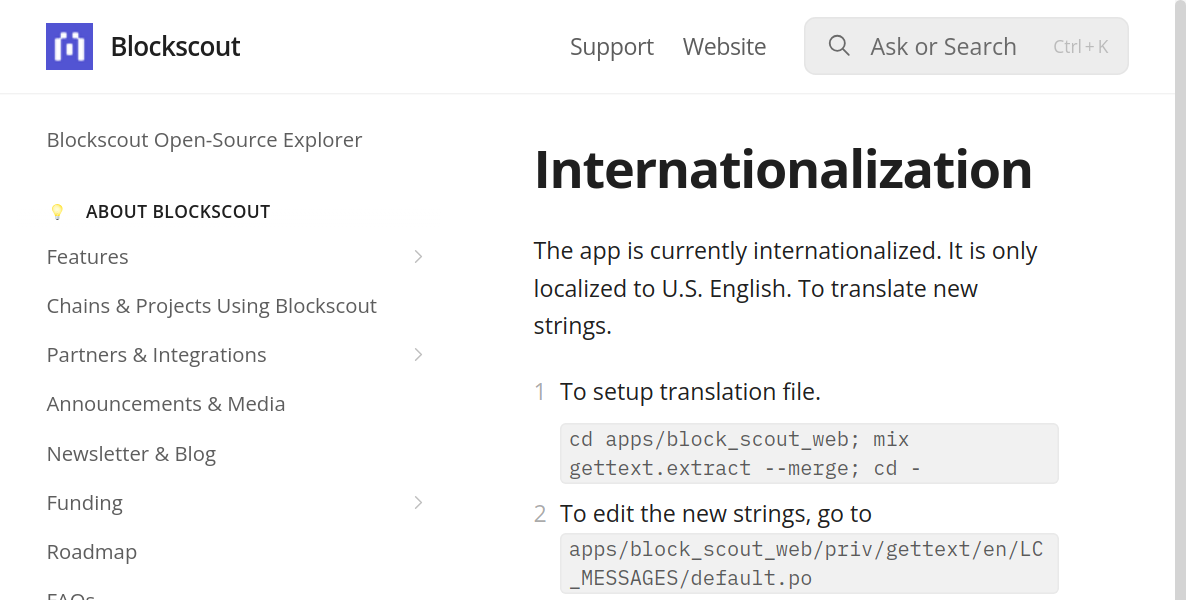 Blockscout
Support
Website
Ask or Search
Ctrl + K
Blockscout Open-Source Explorer
ABOUT BLOCKSCOUT
Features
Chains & Projects Using Blockscout
Partners & Integrations
Announcements & Media
Newsletter & Blog
Funding
Roadmap
FAQs
Internationalization
The app is currently internationalized. It is only
localized to U.S. English. To translate new
strings.
1 To setup translation file.
cd apps/block_scout_web; mix
gettext.extract --merge; cd -
2 To edit the new strings, go to
apps/block_scout_web/priv/gettext/en/LC
_MESSAGES/default.po